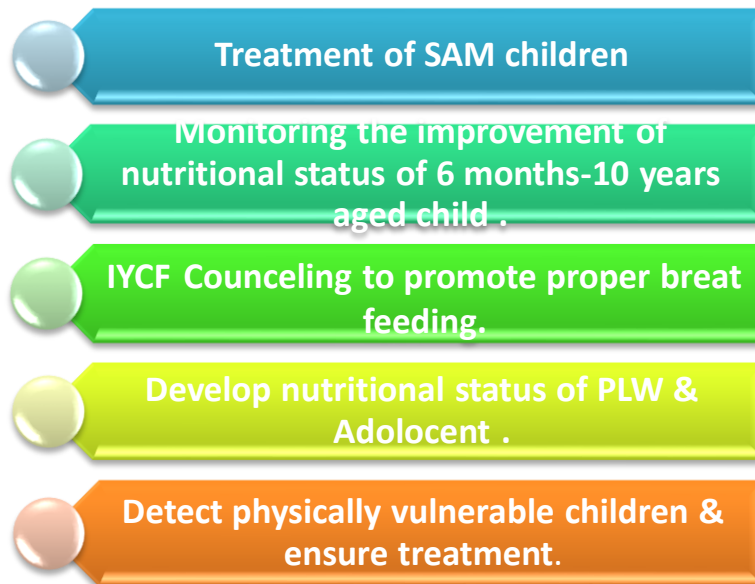 Treatment of SAM children
Monitoring the improvement of
nutritional status of 6 months-10 years
aged child .
IYCF Counceling to promote proper breat
feeding.
Develop nutritional status of PLW &
Adolocent .
Detect physically vulnerable children &
ensure treatment.